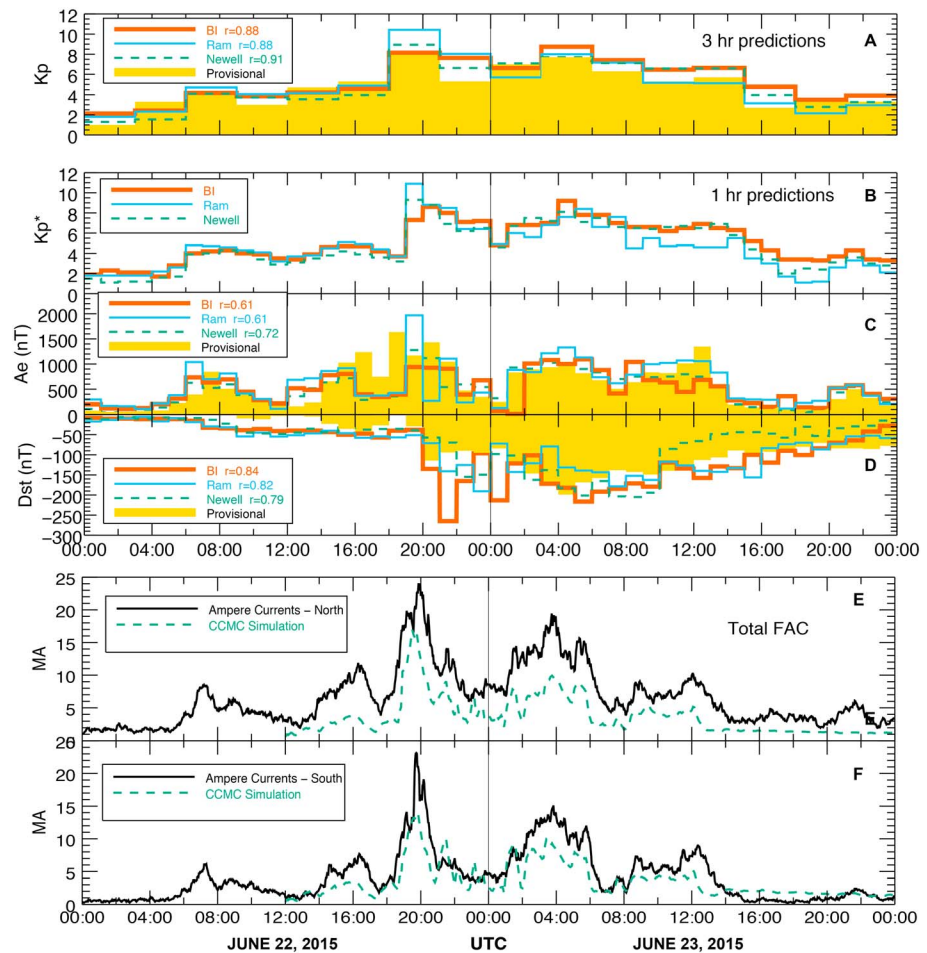 12
10
8
6
4
2
0
Kp
BI r=0.88
Ram r=0.88
Newell r=0.91
Provisional
3 hr predictions
A
12
10
8
6
4
2
0
Kp*
BI
Ram
Newell
1 hr predictions
B
2000
1500
1000
500
0
Ae (nT)
BI r=0.61
Ram r=0.61
Newell r=0.72
Provisional
C
−50
−100
−150
−200
−250
−300
Dst (nT)
BI r=0.84
Ram r=0.82
Newell r=0.79
Provisional
D
00:00 04:00 08:00 12:00 16:00 20:00 00:00 04:00 08:00 12:00 16:00 20:00 00:00
25
20
15
10
5
MA
Ampere Currents − North
CCMC Simulation
E
Total FAC
20
15
10
5
0
MA
Ampere Currents − South
CCMC Simulation
F
00:00 04:00 08:00 12:00 16:00 20:00 00:00 04:00 08:00 12:00 16:00 20:00 00:00
JUNE 22, 2015 UTC JUNE 23, 2015